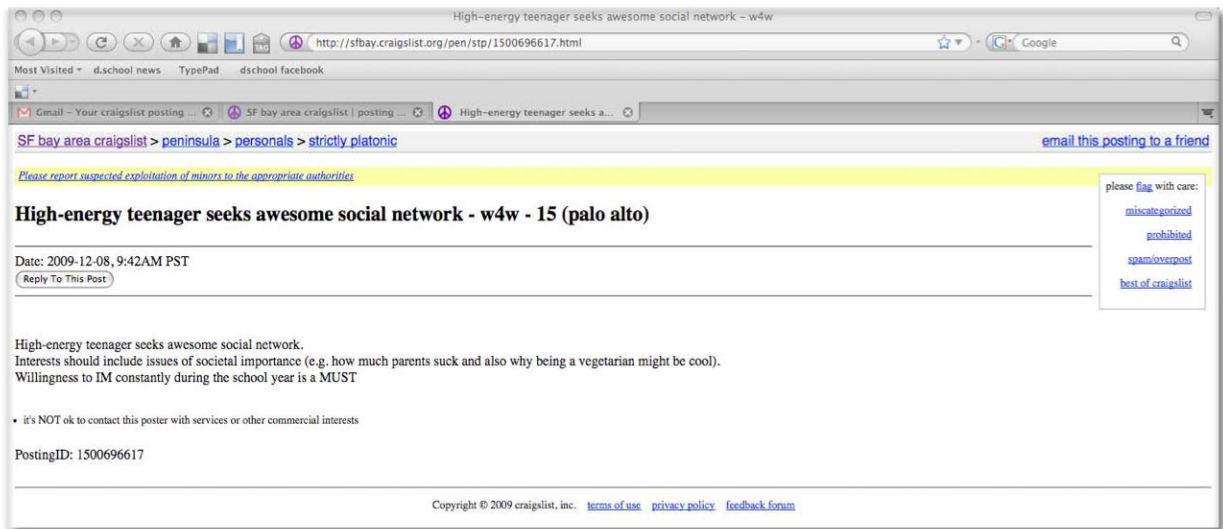 High-energy teenager seeks awesome social network - w4w
http://sfbay.craigslist.org/pen/stp/1500696617.html
Google
Most Visited d.school news TypePad dschool facebook
Gmail - Your craigslist posting ... SF bay area craigslist | posting ... High-energy teenager seeks a...
SF bay area craigslist > peninsula > personals > strictly platonic
email this posting to a friend
Please report suspected exploitation of minors to the appropriate authorities
please flag with care:
miscategorized
prohibited
spam/overpost
best of craigslist
High-energy teenager seeks awesome social network - w4w - 15 (palo alto)
Date: 2009-12-08, 9:42AM PST
Reply To This Post
High-energy teenager seeks awesome social network.
Interests should include issues of societal importance (e.g. how much parents suck and also why being a vegetarian might be cool).
Willingness to IM constantly during the school year is a MUST
• it's NOT ok to contact this poster with services or other commercial interests
PostingID: 1500696617
Copyright © 2009 craigslist, inc. terms of use privacy policy feedback forum